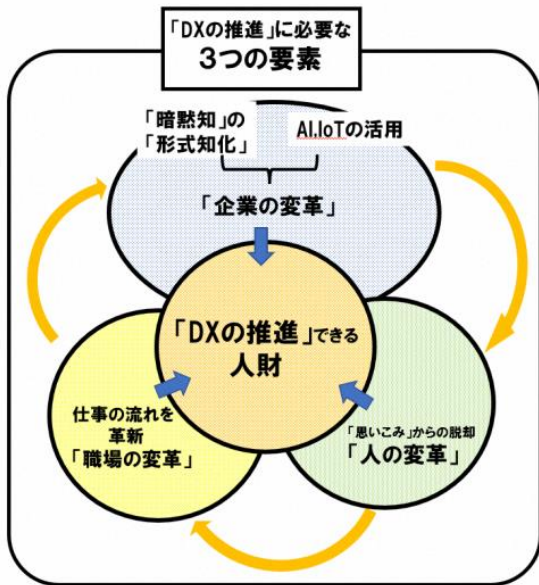 「DXの推進」に必要な
3つの要素
「暗黙知」の
「形式知化」
AI.IoTの活用
「企業の変革」
「DXの推進」できる
人財
仕事の流れを
革新
「職場の変革」
「思いこみ」からの脱却
「人の変革」